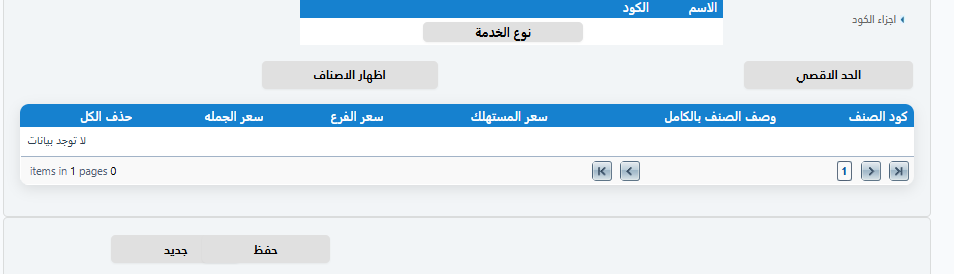 الاسم الكود
اجزاء الكود
نوع الخدمة
الحد الاقصي اظهار الاصناف
كود الصنف وصف الصنف بالكامل سعر المستهلك سعر الفرع سعر الجمله حذف الكل
لا توجد بيانات
1 items in 1 pages 0
حفظ جديد